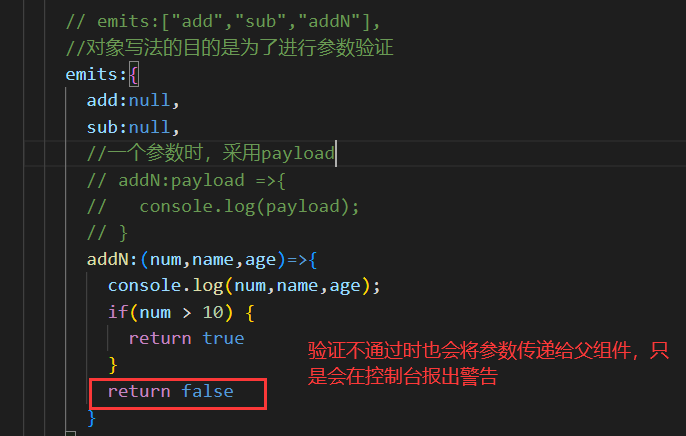 // emits:["add","sub","addN"],
//对象写法的目的是为了进行参数验证
emits:{
add:null,
sub:null,
//一个参数时，采用payload
// addN:payload =>{
//   console.log(payload);
// }
addN:(num,name,age)=>{
console.log(num,name,age);
if(num > 10) {
return true
}
return false
}
验证不通过时也会将参数传递给父组件，只
是会在控制台报出警告